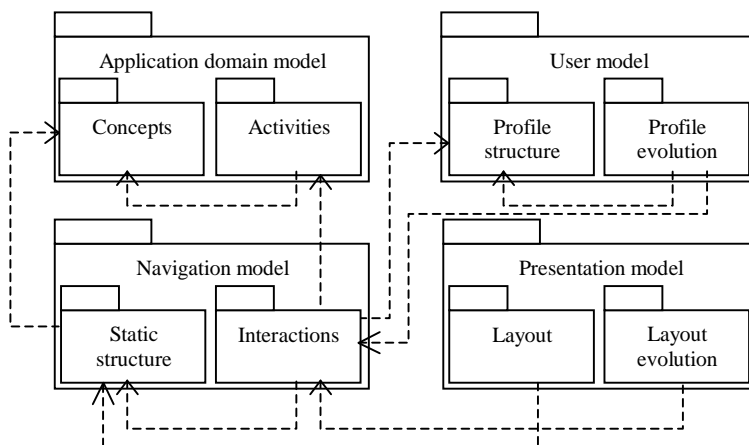 Application domain model
Concepts
Activities
User model
Profile
structure
Profile
evolution
Navigation model
Static
structure
Interactions
Presentation model
Layout
Layout
evolution